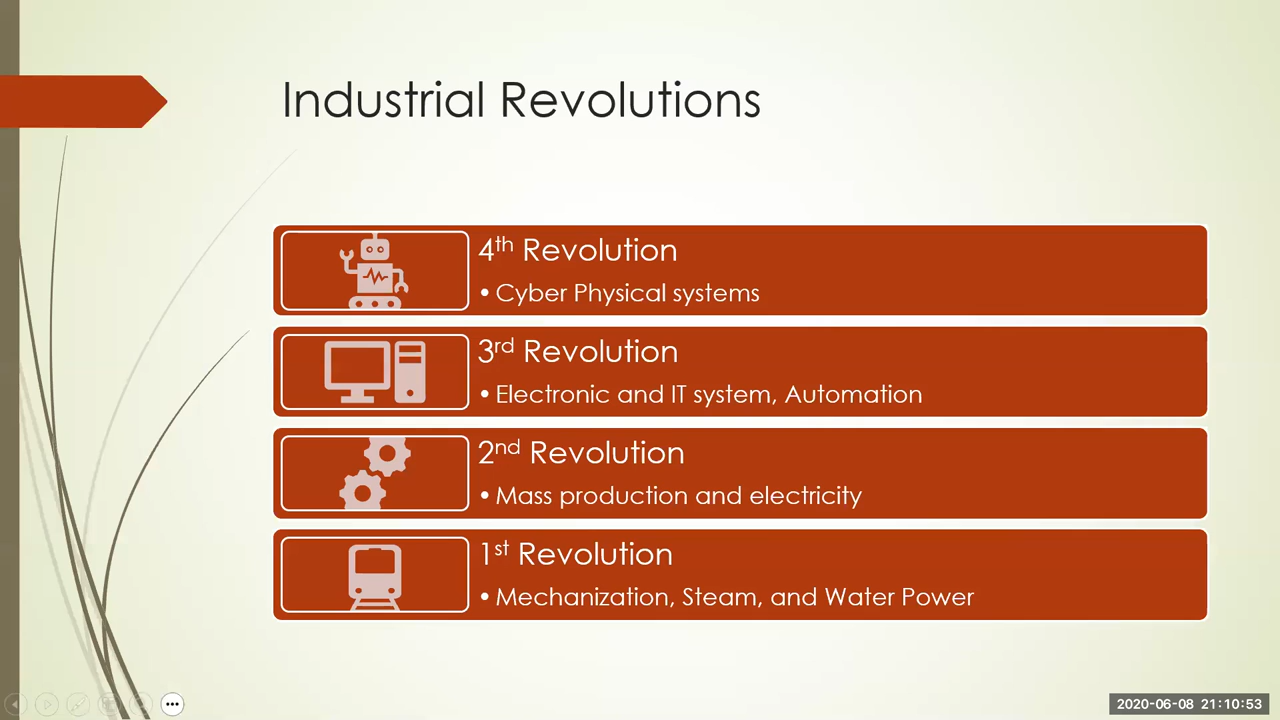 Industrial Revolutions
4th Revolution
• Cyber Physical systems
3rd Revolution
• Electronic and IT system, Automation
2nd Revolution
• Mass production and electricity
1st Revolution
• Mechanization, Steam, and Water Power
2020-06-08 21:10:53